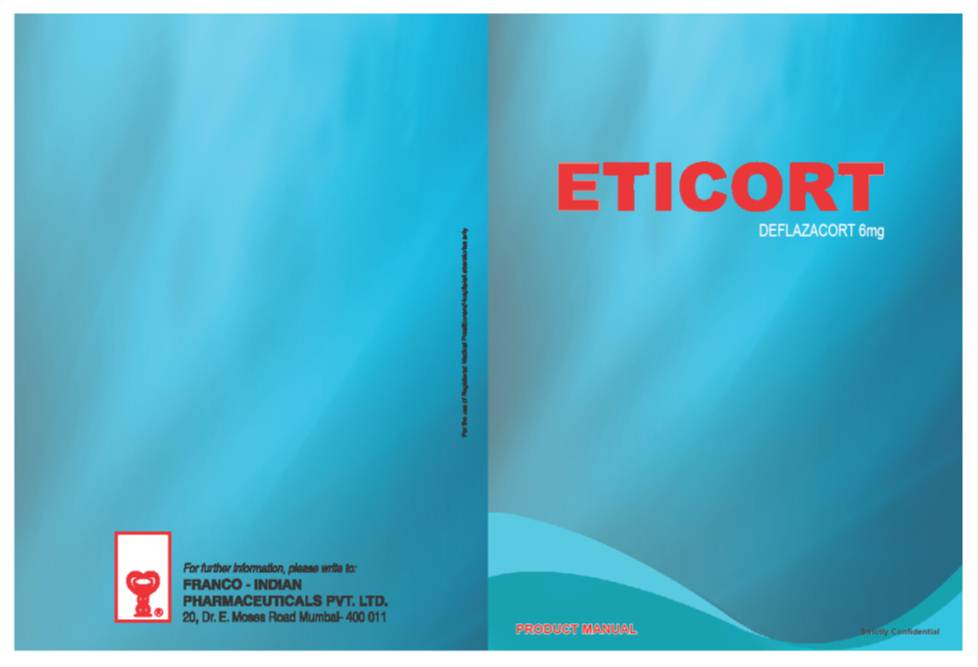 For the use of Registered Medical Practitioner/Hospital/Laboratories only
For further information, please write to:
FRANCO - INDIAN
PHARMACEUTICALS PVT. LTD.
20, Dr. E. Moses Road Mumbai- 400 011
®
ETICORT
DEFLAZACORT 6mg
PRODUCT MANUAL
Strictly Confidential